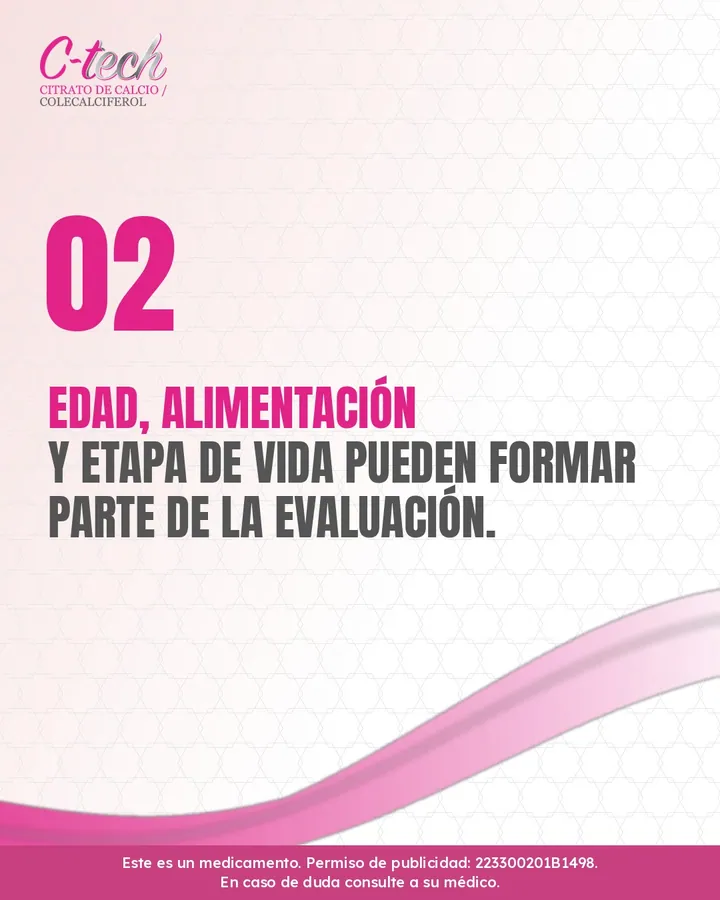 C-tech
CITRATO DE CALCIO /
COLECALCIFEROL
02
EDAD, ALIMENTACIÓN
Y ETAPA DE VIDA PUEDEN FORMAR
PARTE DE LA EVALUACIÓN.
Este es un medicamento. Permiso de publicidad: 223300201B1498.
En caso de duda consulte a su médico.